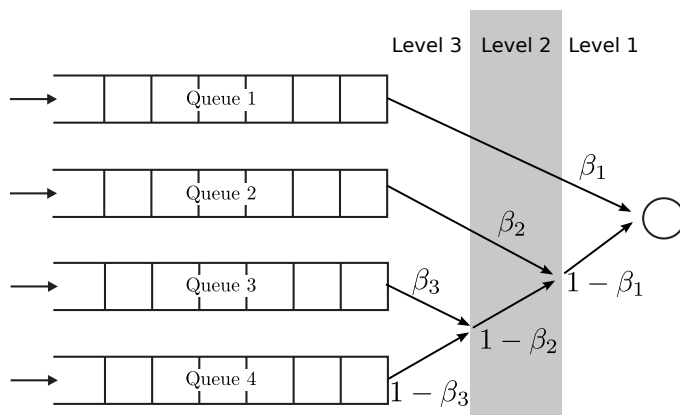 Level 3 Level 2 Level 1
Queue 1
β₁
Queue 2
β₂
Queue 3
β₃
1 − β₁
1 − β₂
Queue 4
1 − β₃